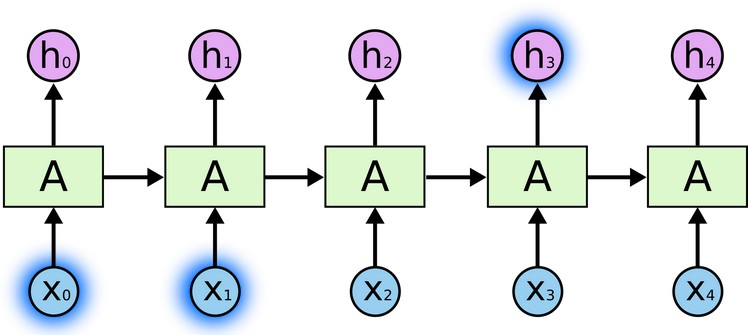 h₀ h₁ h₂ h₃ h₄
A A A A A
x₀ x₁ x₂ x₃ x₄